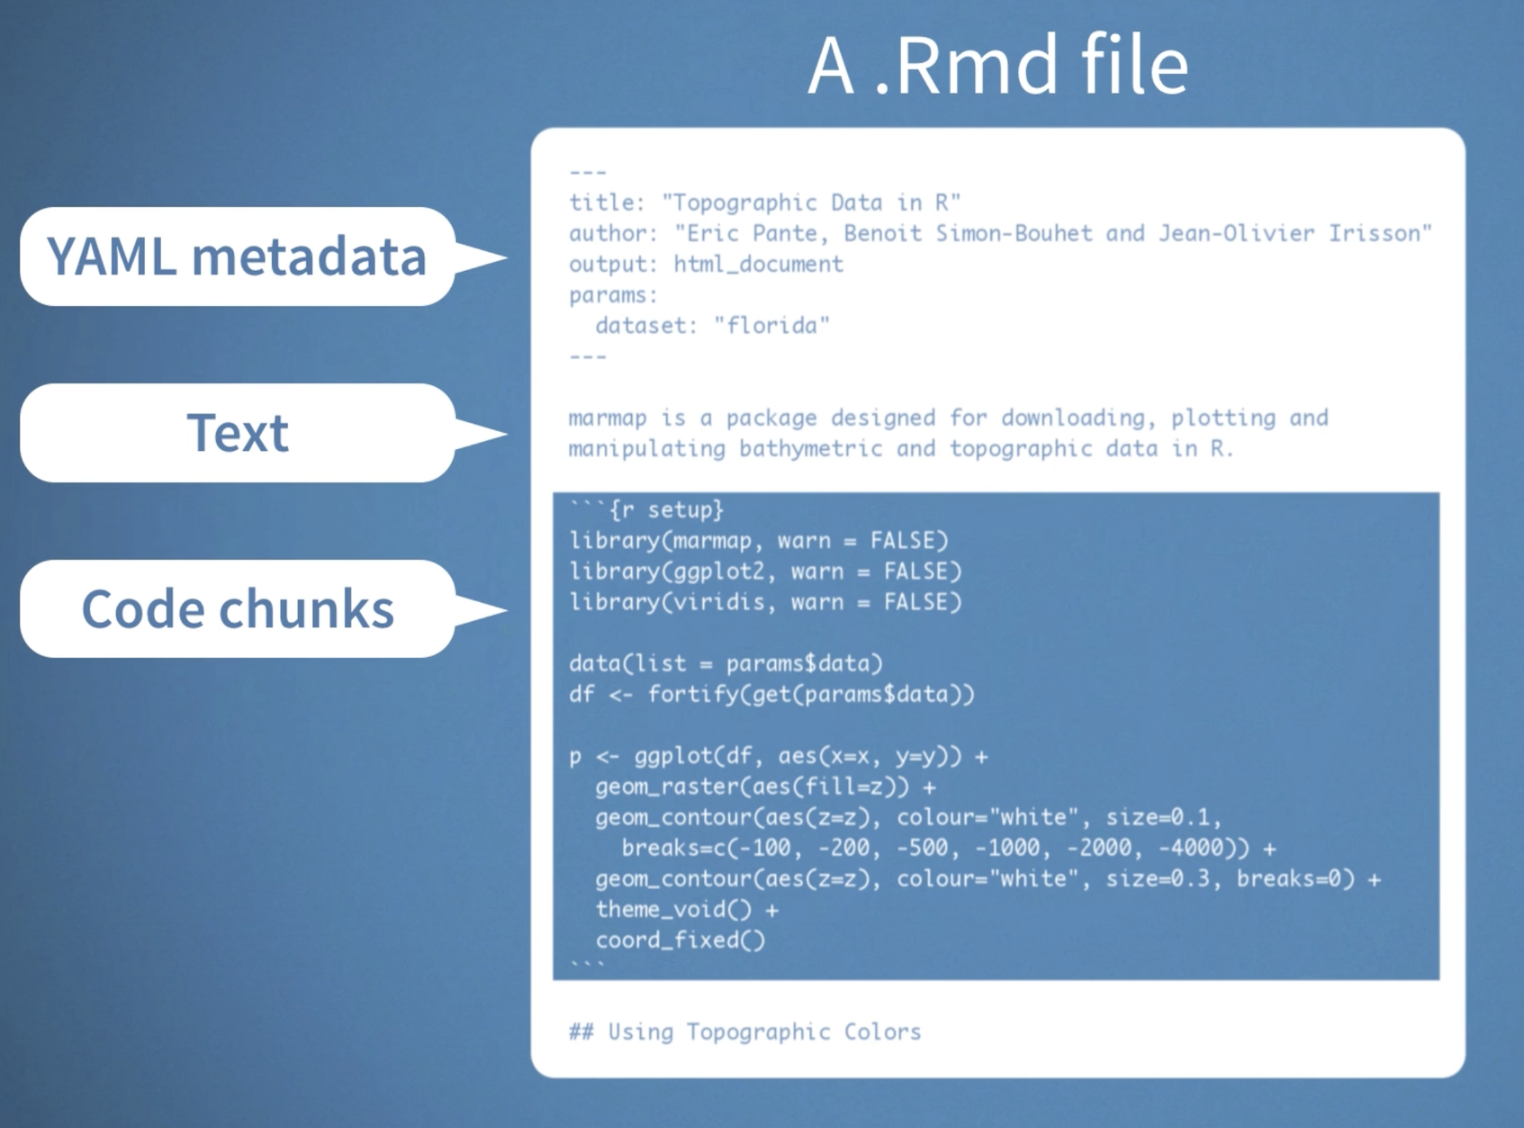 A .Rmd file
YAML metadata
Text
Code chunks
---
title: "Topographic Data in R"
author: "Eric Pante, Benoit Simon-Bouhet and Jean-Olivier Irisson"
output: html_document
params:
  dataset: "florida"
---
marmap is a package designed for downloading, plotting and
manipulating bathymetric and topographic data in R.
```{r setup}
library(marmap, warn = FALSE)
library(ggplot2, warn = FALSE)
library(viridis, warn = FALSE)
data(list = params$data)
df <- fortify(get(params$data))
p <- ggplot(df, aes(x=x, y=y)) +
  geom_raster(aes(fill=z)) +
  geom_contour(aes(z=z), colour="white", size=0.1,
    breaks=c(-100, -200, -500, -1000, -2000, -4000)) +
  geom_contour(aes(z=z), colour="white", size=0.3, breaks=0) +
  theme_void() +
  coord_fixed()
```
## Using Topographic Colors